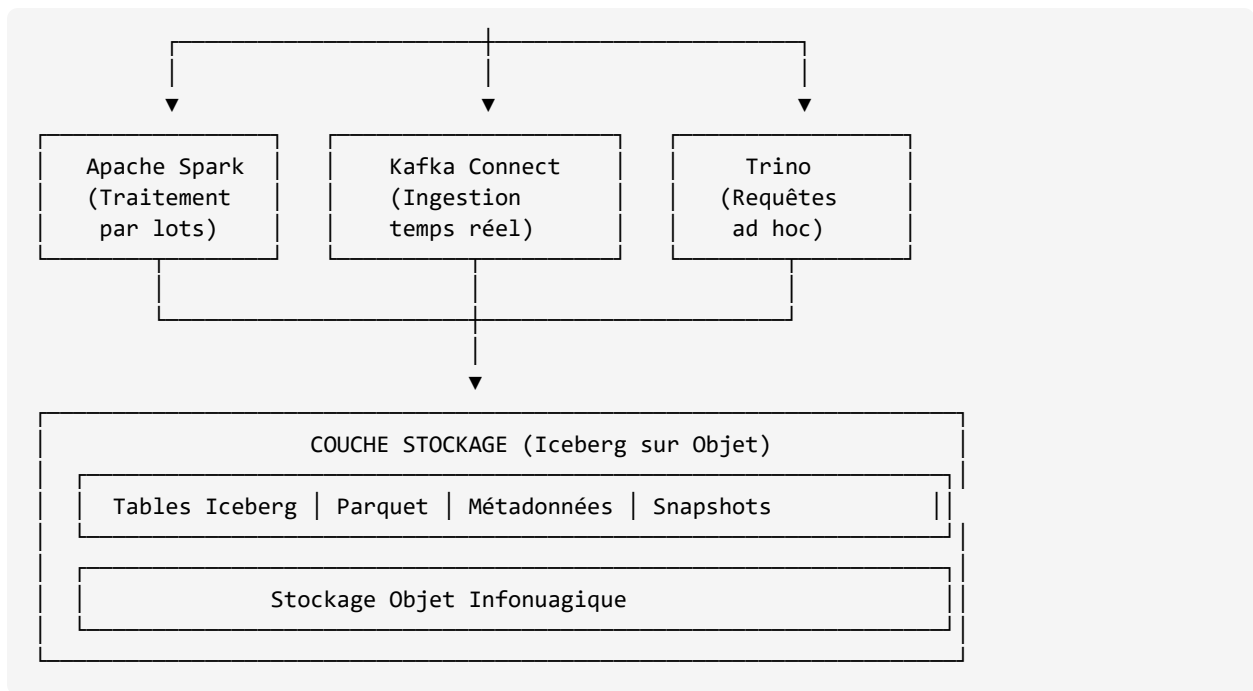 Apache Spark Kafka Connect Trino
(Traitement (Ingestion (Requêtes
par lots) temps réel) ad hoc)
COUCHE STOCKAGE (Iceberg sur Objet)
Tables Iceberg │ Parquet │ Métadonnées │ Snapshots
Stockage Objet Infonuagique